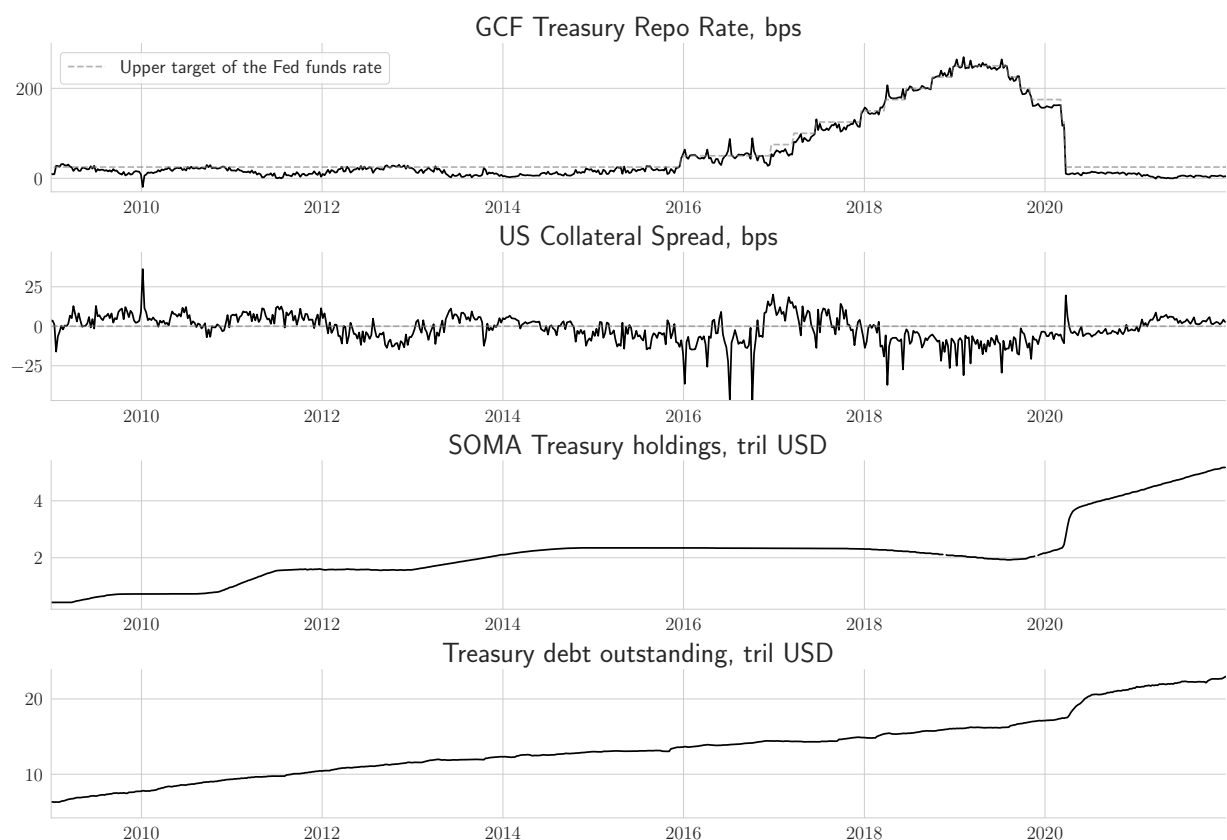 GCF Treasury Repo Rate, bps
Upper target of the Fed funds rate
200
0
2010 2012 2014 2016 2018 2020
US Collateral Spread, bps
25
0
−25
2010 2012 2014 2016 2018 2020
SOMA Treasury holdings, tril USD
4
2
2010 2012 2014 2016 2018 2020
Treasury debt outstanding, tril USD
20
10
2010 2012 2014 2016 2018 2020